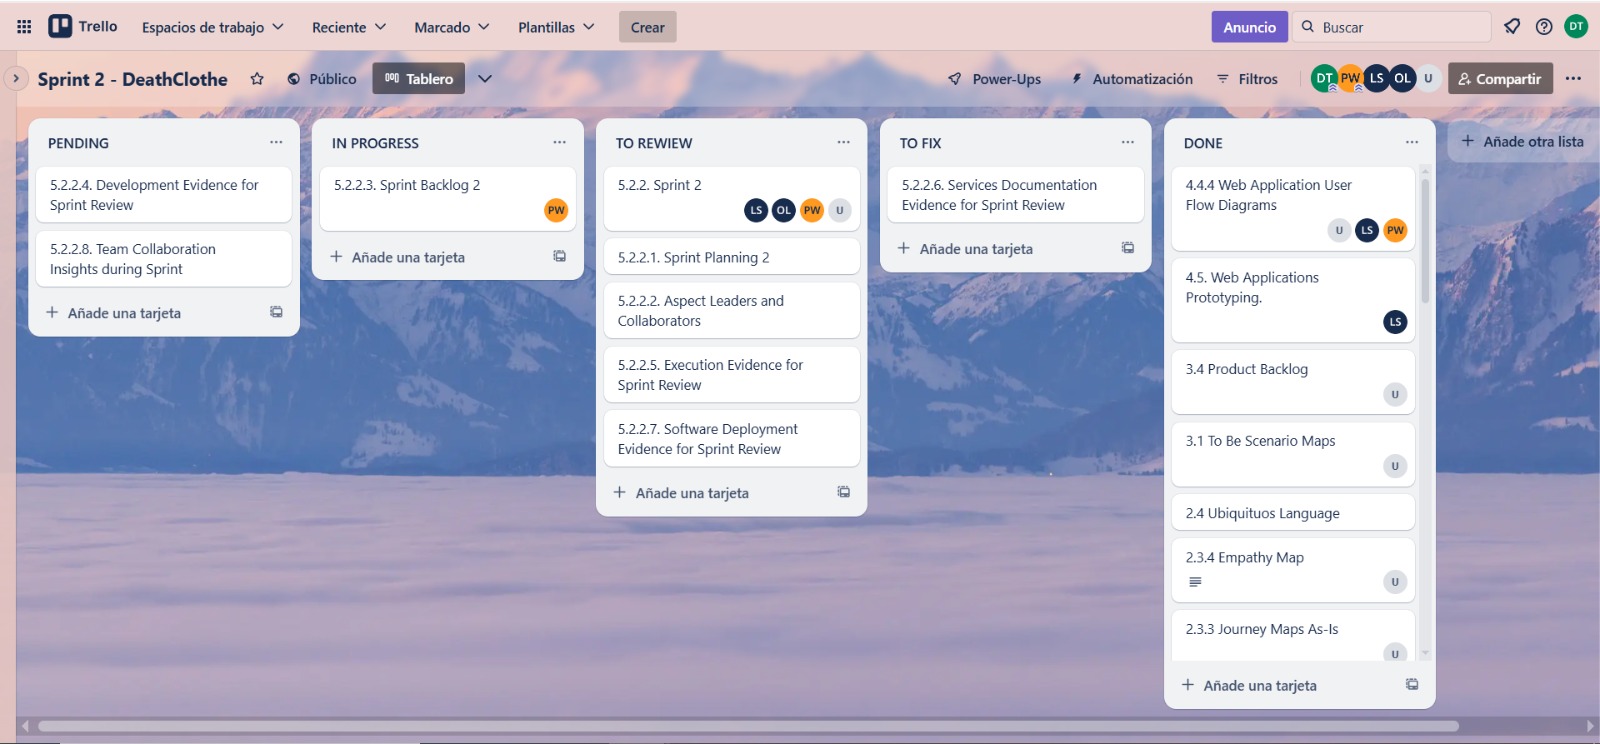 Trello Espacios de trabajo Reciente Marcado Plantillas Crear Anuncio Buscar DT
Sprint 2 - DeathClothe Público Tablero Power-Ups Automatización Filtros DT PW LS OL U Compartir
PENDING
5.2.2.4. Development Evidence for
Sprint Review
5.2.2.8. Team Collaboration
Insights during Sprint
Añade una tarjeta
IN PROGRESS
5.2.2.3. Sprint Backlog 2
PW
Añade una tarjeta
TO REWIEW
5.2.2. Sprint 2
LS OL PW U
5.2.2.1. Sprint Planning 2
5.2.2.2. Aspect Leaders and
Collaborators
5.2.2.5. Execution Evidence for
Sprint Review
5.2.2.7. Software Deployment
Evidence for Sprint Review
Añade una tarjeta
TO FIX
5.2.2.6. Services Documentation
Evidence for Sprint Review
Añade una tarjeta
DONE
4.4.4 Web Application User
Flow Diagrams
U LS PW
4.5. Web Applications
Prototyping.
LS
3.4 Product Backlog
U
3.1 To Be Scenario Maps
U
2.4 Ubiquituos Language
2.3.4 Empathy Map
U
2.3.3 Journey Maps As-Is
U
Añade una tarjeta
Añade otra lista